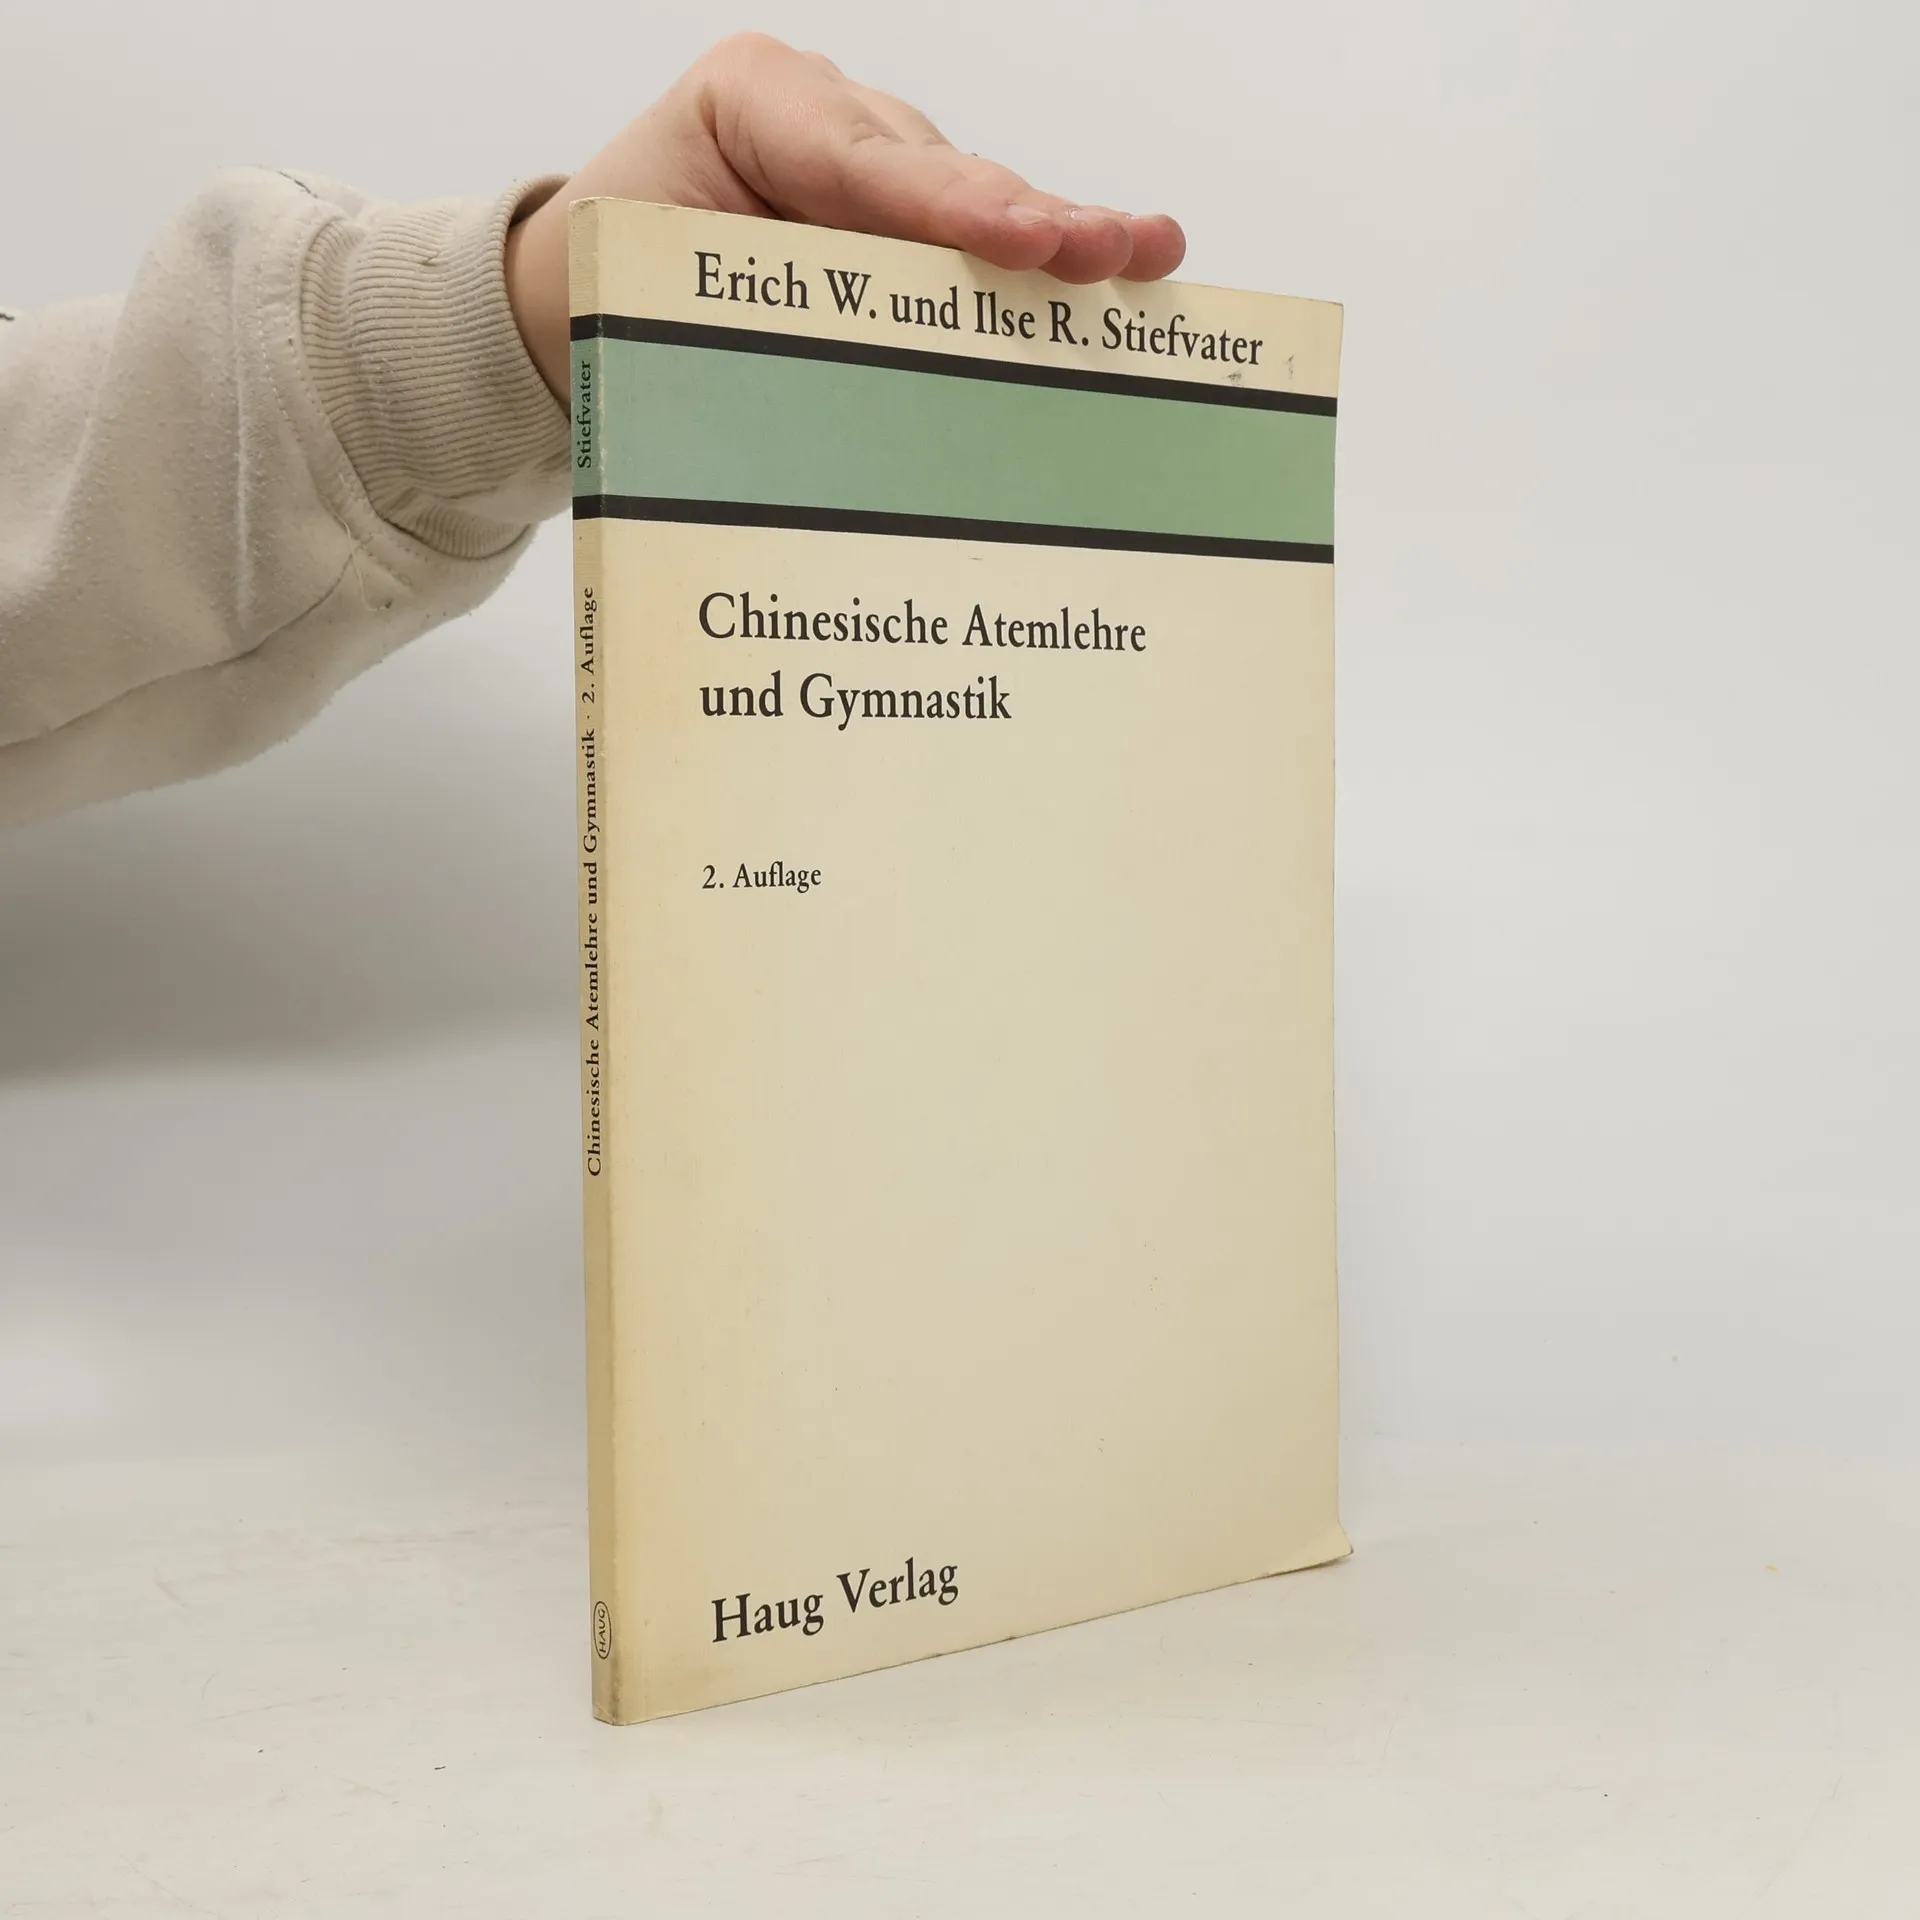 Erich W. und Ilse R. Stiefvater
Chinesische Atemlehre
und Gymnastik
2. Auflage
Haug Verlag
Stiefvater
Chinesische Atemlehre und Gymnastik · 2. Auflage
HAUG